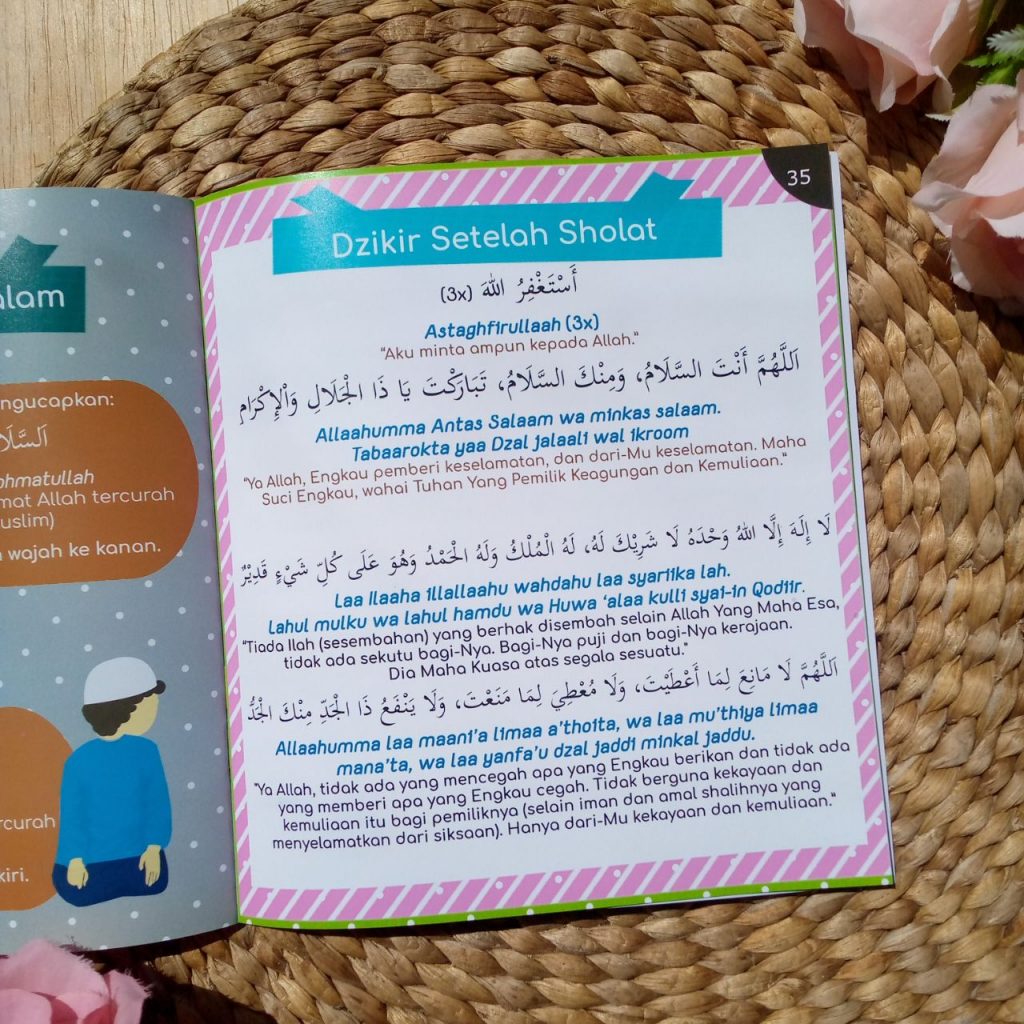 alam
ngucapkan:
ohmatullah
mat Allah tercurah
uslim)
wajah ke kanan.
rcurah
kiri.
35
Dzikir Setelah Sholat
أَسْتَغْفِرُ اللهَ (3x)
Astaghfirullaah (3x)
"Aku minta ampun kepada Allah."
اَللَّهُمَّ أَنْتَ السَّلَامُ، وَمِنْكَ السَّلَامُ، تَبَارَكْتَ يَا ذَا الْجَلَالِ وَالْإِكْرَامِ
Allaahumma Antas Salaam wa minkas salaam.
Tabaarokta yaa Dzal jalaali wal ikroom
"Ya Allah, Engkau pemberi keselamatan, dan dari-Mu keselamatan. Maha
Suci Engkau, wahai Tuhan Yang Pemilik Keagungan dan Kemuliaan."
لَا إِلَهَ إِلَّا اللهُ وَحْدَهُ لَا شَرِيْكَ لَهُ، لَهُ الْمُلْكُ وَلَهُ الْحَمْدُ وَهُوَ عَلَى كُلِّ شَيْءٍ قَدِيْرٌ
Laa Ilaaha illallaahu wahdahu laa syariika lah.
Lahul mulku wa lahul hamdu wa Huwa 'alaa kulli syai-in Qodiir.
"Tiada Ilah (sesembahan) yang berhak disembah selain Allah Yang Maha Esa,
tidak ada sekutu bagi-Nya. Bagi-Nya puji dan bagi-Nya kerajaan.
Dia Maha Kuasa atas segala sesuatu."
اَللَّهُمَّ لَا مَانِعَ لِمَا أَعْطَيْتَ، وَلَا مُعْطِيَ لِمَا مَنَعْتَ، وَلَا يَنْفَعُ ذَا الْجَدِّ مِنْكَ الْجَدُّ
Allaahumma laa maani'a limaa a'thoita, wa laa mu'thiya limaa
mana'ta, wa laa yanfa'u dzal jaddi minkal jaddu.
"Ya Allah, tidak ada yang mencegah apa yang Engkau berikan dan tidak ada
yang memberi apa yang Engkau cegah. Tidak berguna kekayaan dan
kemuliaan itu bagi pemiliknya (selain iman dan amal shalihnya yang
menyelamatkan dari siksaan). Hanya dari-Mu kekayaan dan kemuliaan."